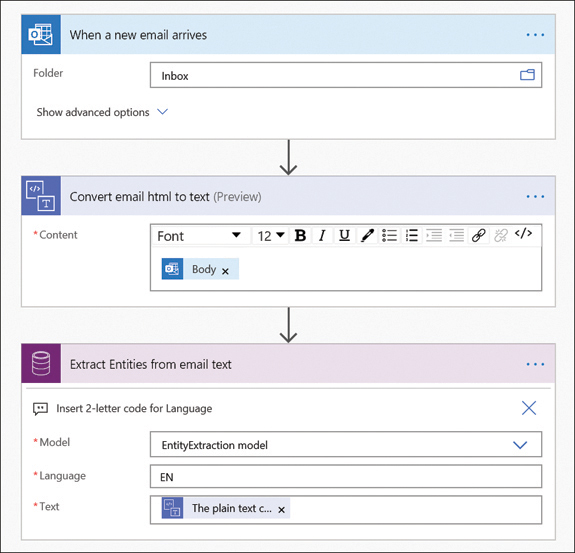 When a new email arrives
Folder
Inbox
Show advanced options
Convert email html to text (Preview)
*Content
Font 12 B I U </>
Body x
Extract Entities from email text
Insert 2-letter code for Language
*Model
EntityExtraction model
*Language
EN
*Text
The plain text c... x